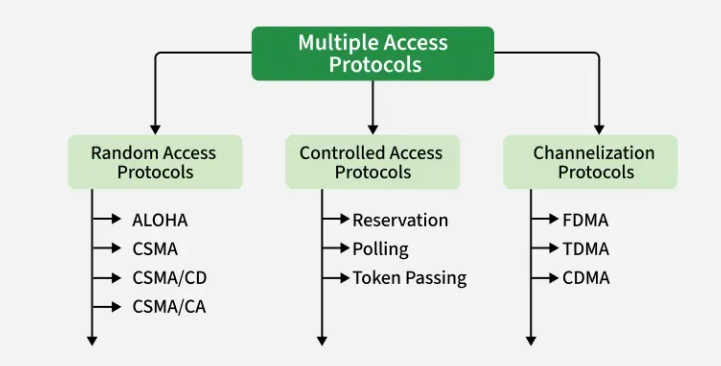 Multiple Access
Protocols
Random Access
Protocols
ALOHA
CSMA
CSMA/CD
CSMA/CA
Controlled Access
Protocols
Reservation
Polling
Token Passing
Channelization
Protocols
FDMA
TDMA
CDMA